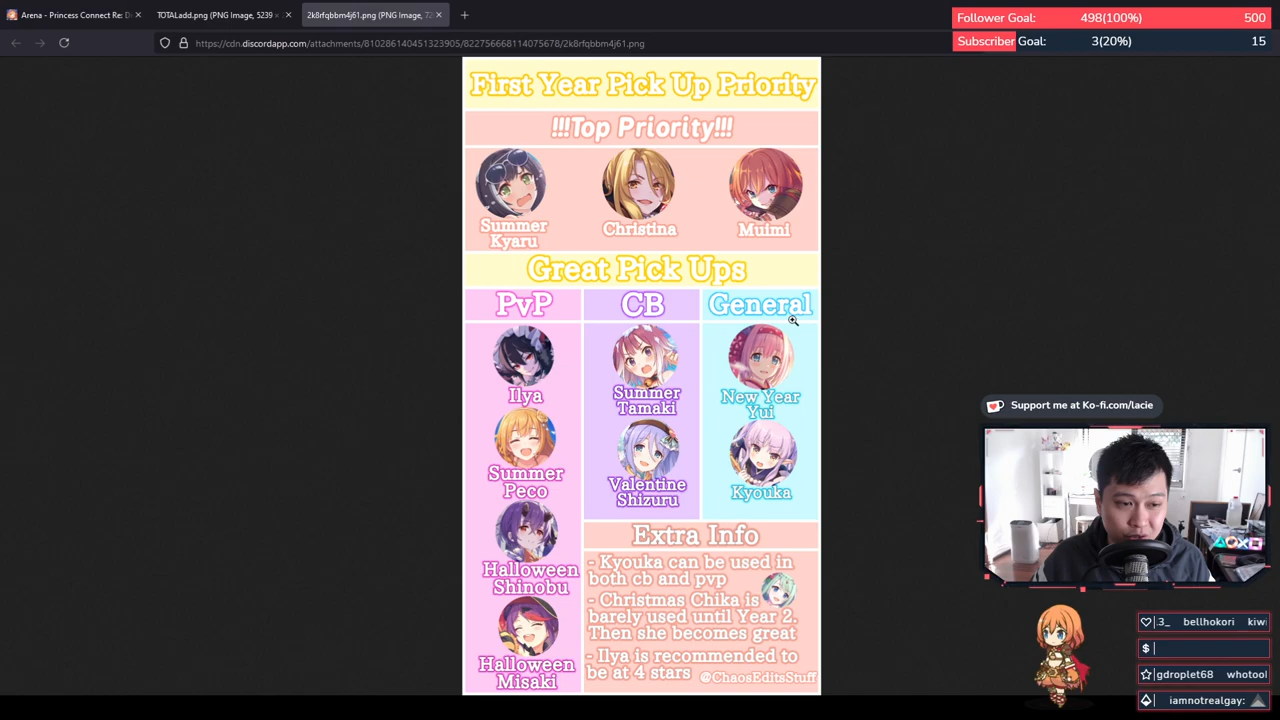 Arena - Princess Connect Re: D
TOTALadd.png (PNG Image, 5239 ×
2k8rfqbbm4j61.png (PNG Image, 72
https://cdn.discordapp.com/attachments/810286140451323905/822756668114075678/2k8rfqbbm4j61.png
Follower Goal: 498(100%) 500
Subscriber Goal: 3(20%) 15
First Year Pick Up Priority
!!!Top Priority!!!
Summer Kyaru
Christina
Muimi
Great Pick Ups
PvP
CB
General
Ilya
Summer Tamaki
New Year Yui
Summer Peco
Valentine Shizuru
Kyouka
Halloween Shinobu
Halloween Misaki
Extra Info
- Kyouka can be used in
both cb and pvp
- Christmas Chika is
barely used until Year 2.
Then she becomes great
- Ilya is recommended to
be at 4 stars @ChaosEditsStuff
Support me at Ko-fi.com/lacie
.3_ bellhokori kiwi
$
gdroplet68 whotool
iamnotrealgay: